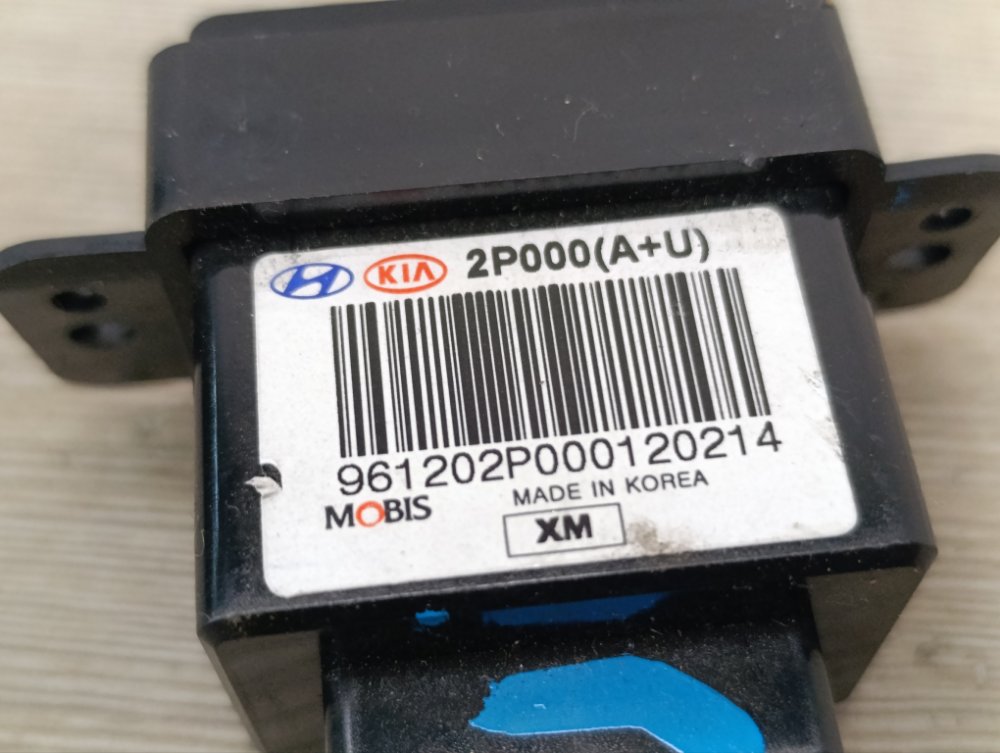 KIA 2P000(A+U)
961202P000120214
MOBIS MADE IN KOREA
XM